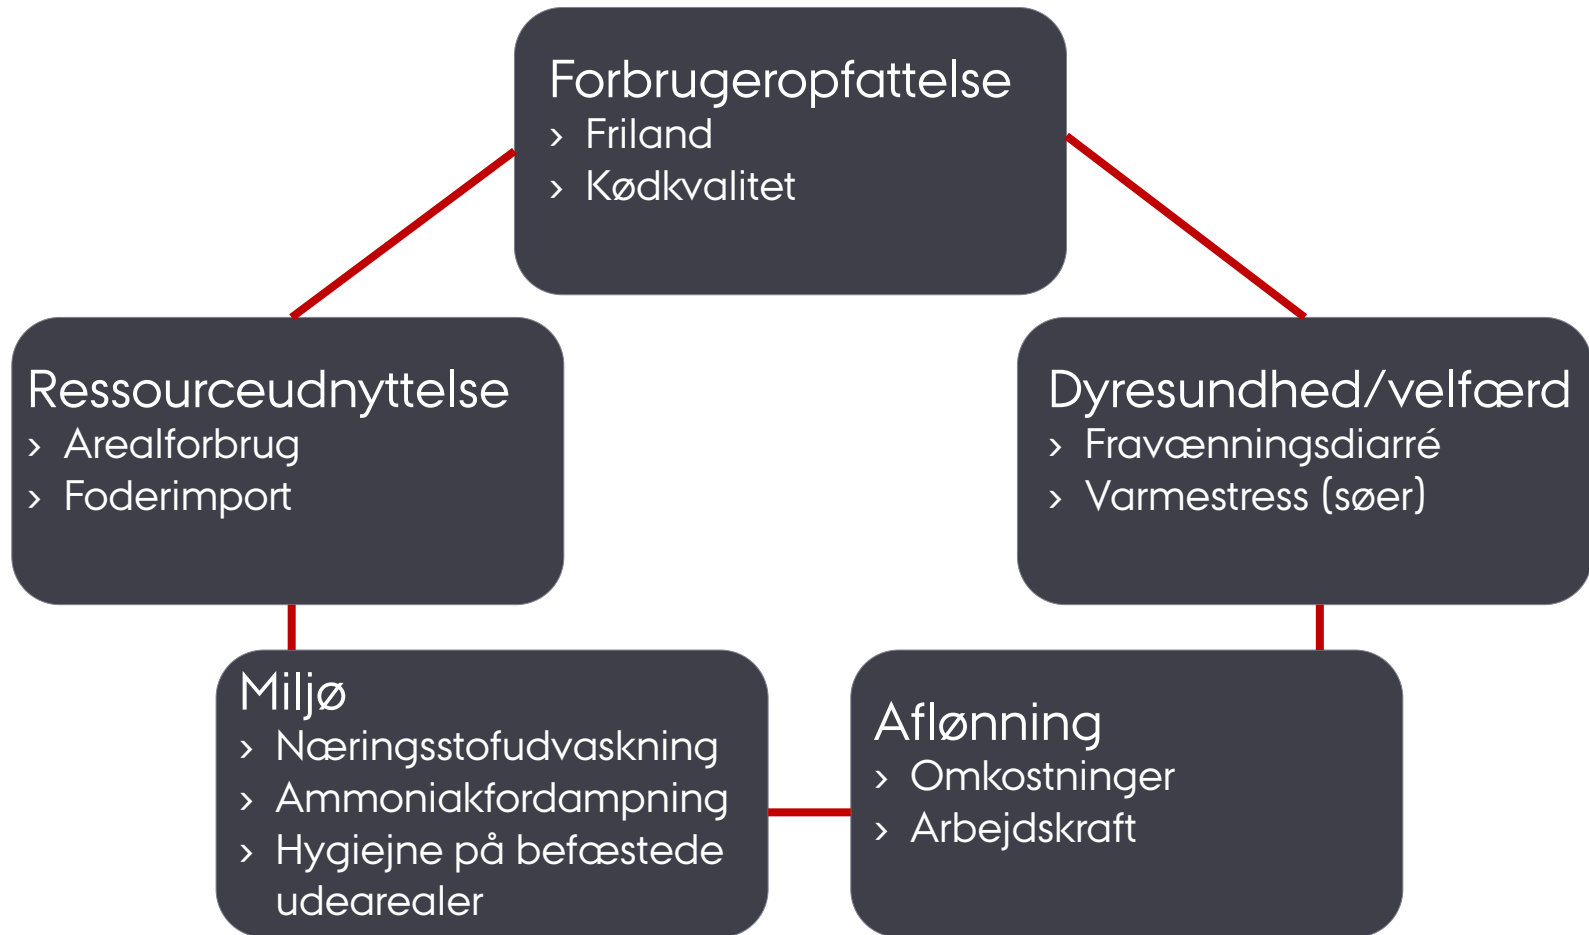 Forbrugeropfattelse
› Friland
› Kødkvalitet
Ressourceudnyttelse
› Arealforbrug
› Foderimport
Dyresundhed/velfærd
› Fravænningsdiarré
› Varmestress (søer)
Miljø
› Næringsstofudvaskning
› Ammoniakfordampning
› Hygiejne på befæstede
udearealer
Aflønning
› Omkostninger
› Arbejdskraft